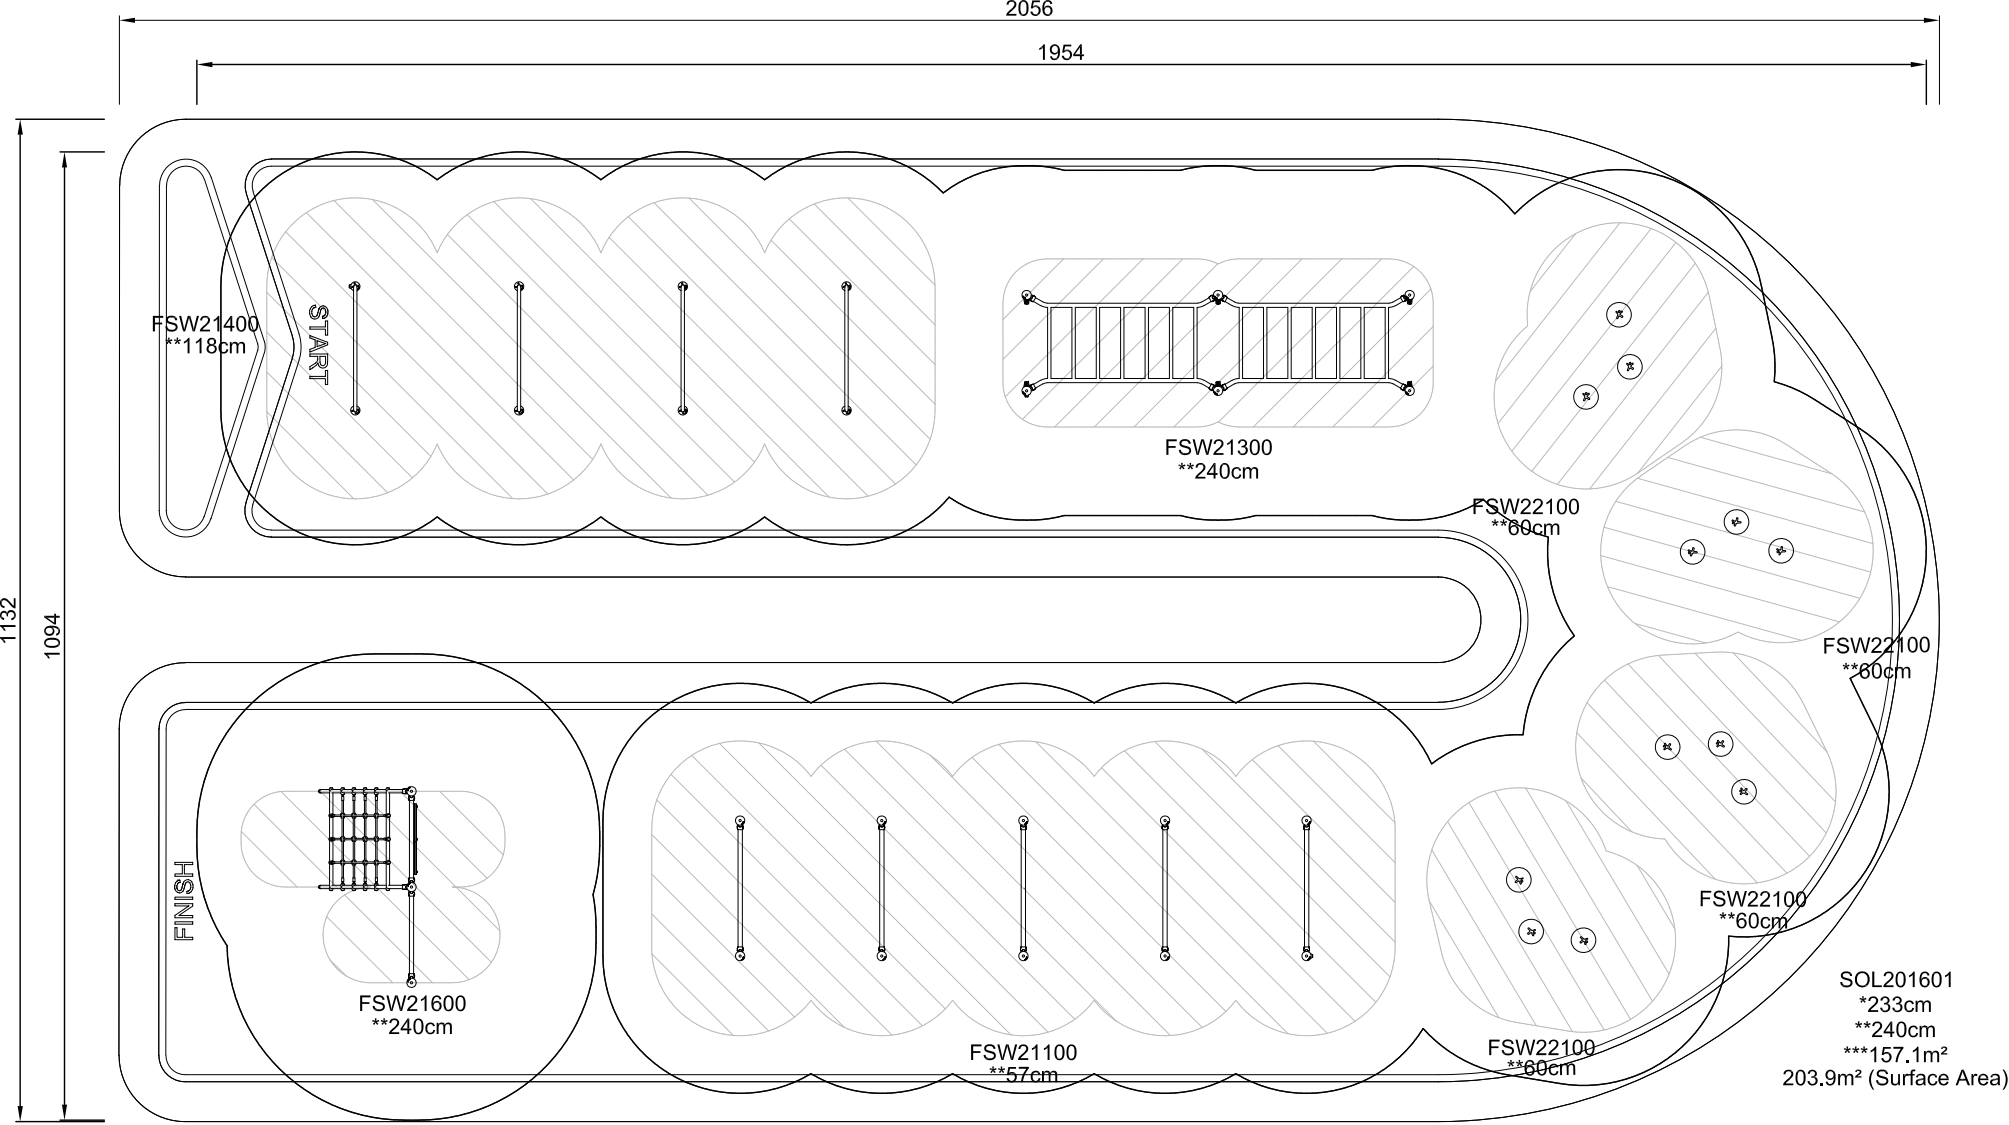 2056
1954
1132
1094
START
FSW21400
**118cm
FSW21300
**240cm
FSW22100
**60cm
FSW22100
**60cm
FINISH
FSW21600
**240cm
FSW21100
**57cm
FSW22100
**60cm
FSW22100
**60cm
SOL201601
*233cm
**240cm
***157.1m²
203.9m² (Surface Area)